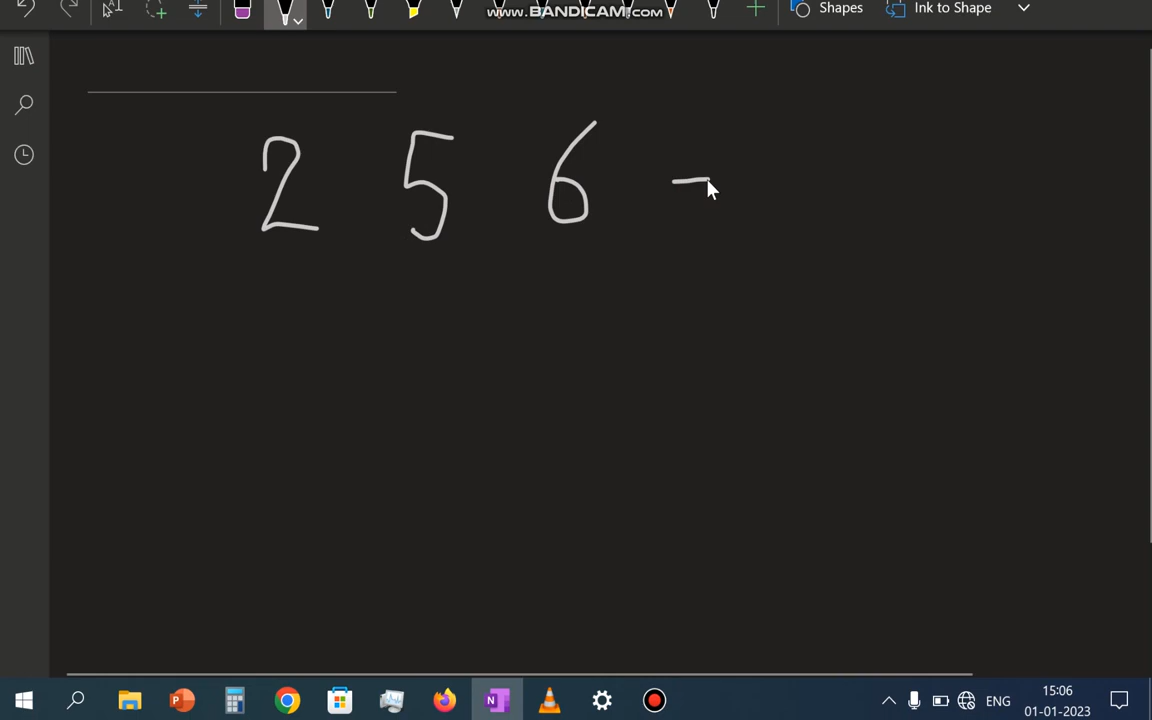 www.BANDICAM.com
Shapes
Ink to Shape
2 5 6 -
ENG
15:06
01-01-2023